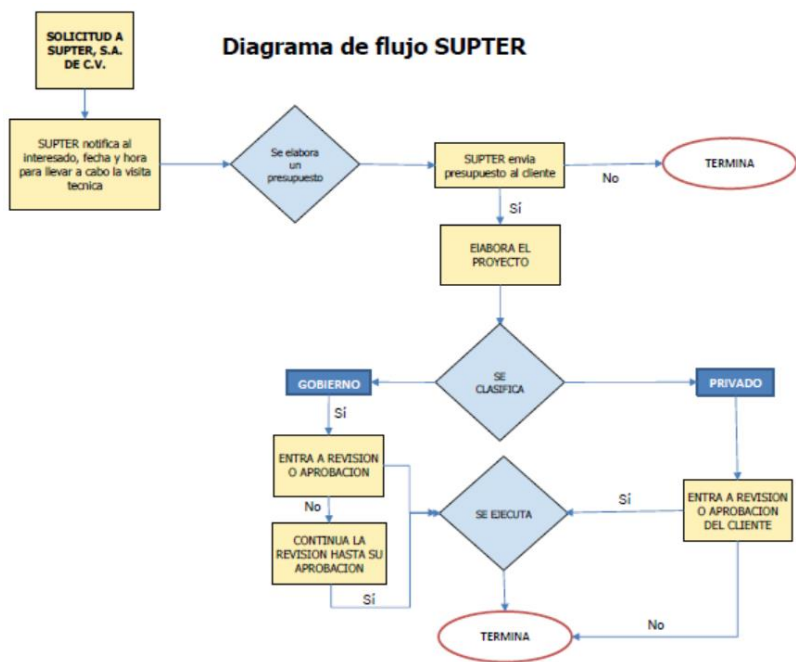 SOLICITUD A
SUPTER, S.A.
DE C.V.
Diagrama de flujo SUPTER
SUPTER notifica al
interesado, fecha y hora
para llevar a cabo la visita
tecnica
Se elabora
un
presupuesto
SUPTER envia
presupuesto al cliente
No
TERMINA
Sí
ElABORA EL
PROYECTO
SE
CLASIFICA
GOBIERNO
PRIVADO
Sí
ENTRA A REVISION
O APROBACION
No
CONTINUA LA
REVISION HASTA SU
APROBACION
Sí
SE EJECUTA
Sí
ENTRA A REVISION
O APROBACION
DEL CLIENTE
No
TERMINA